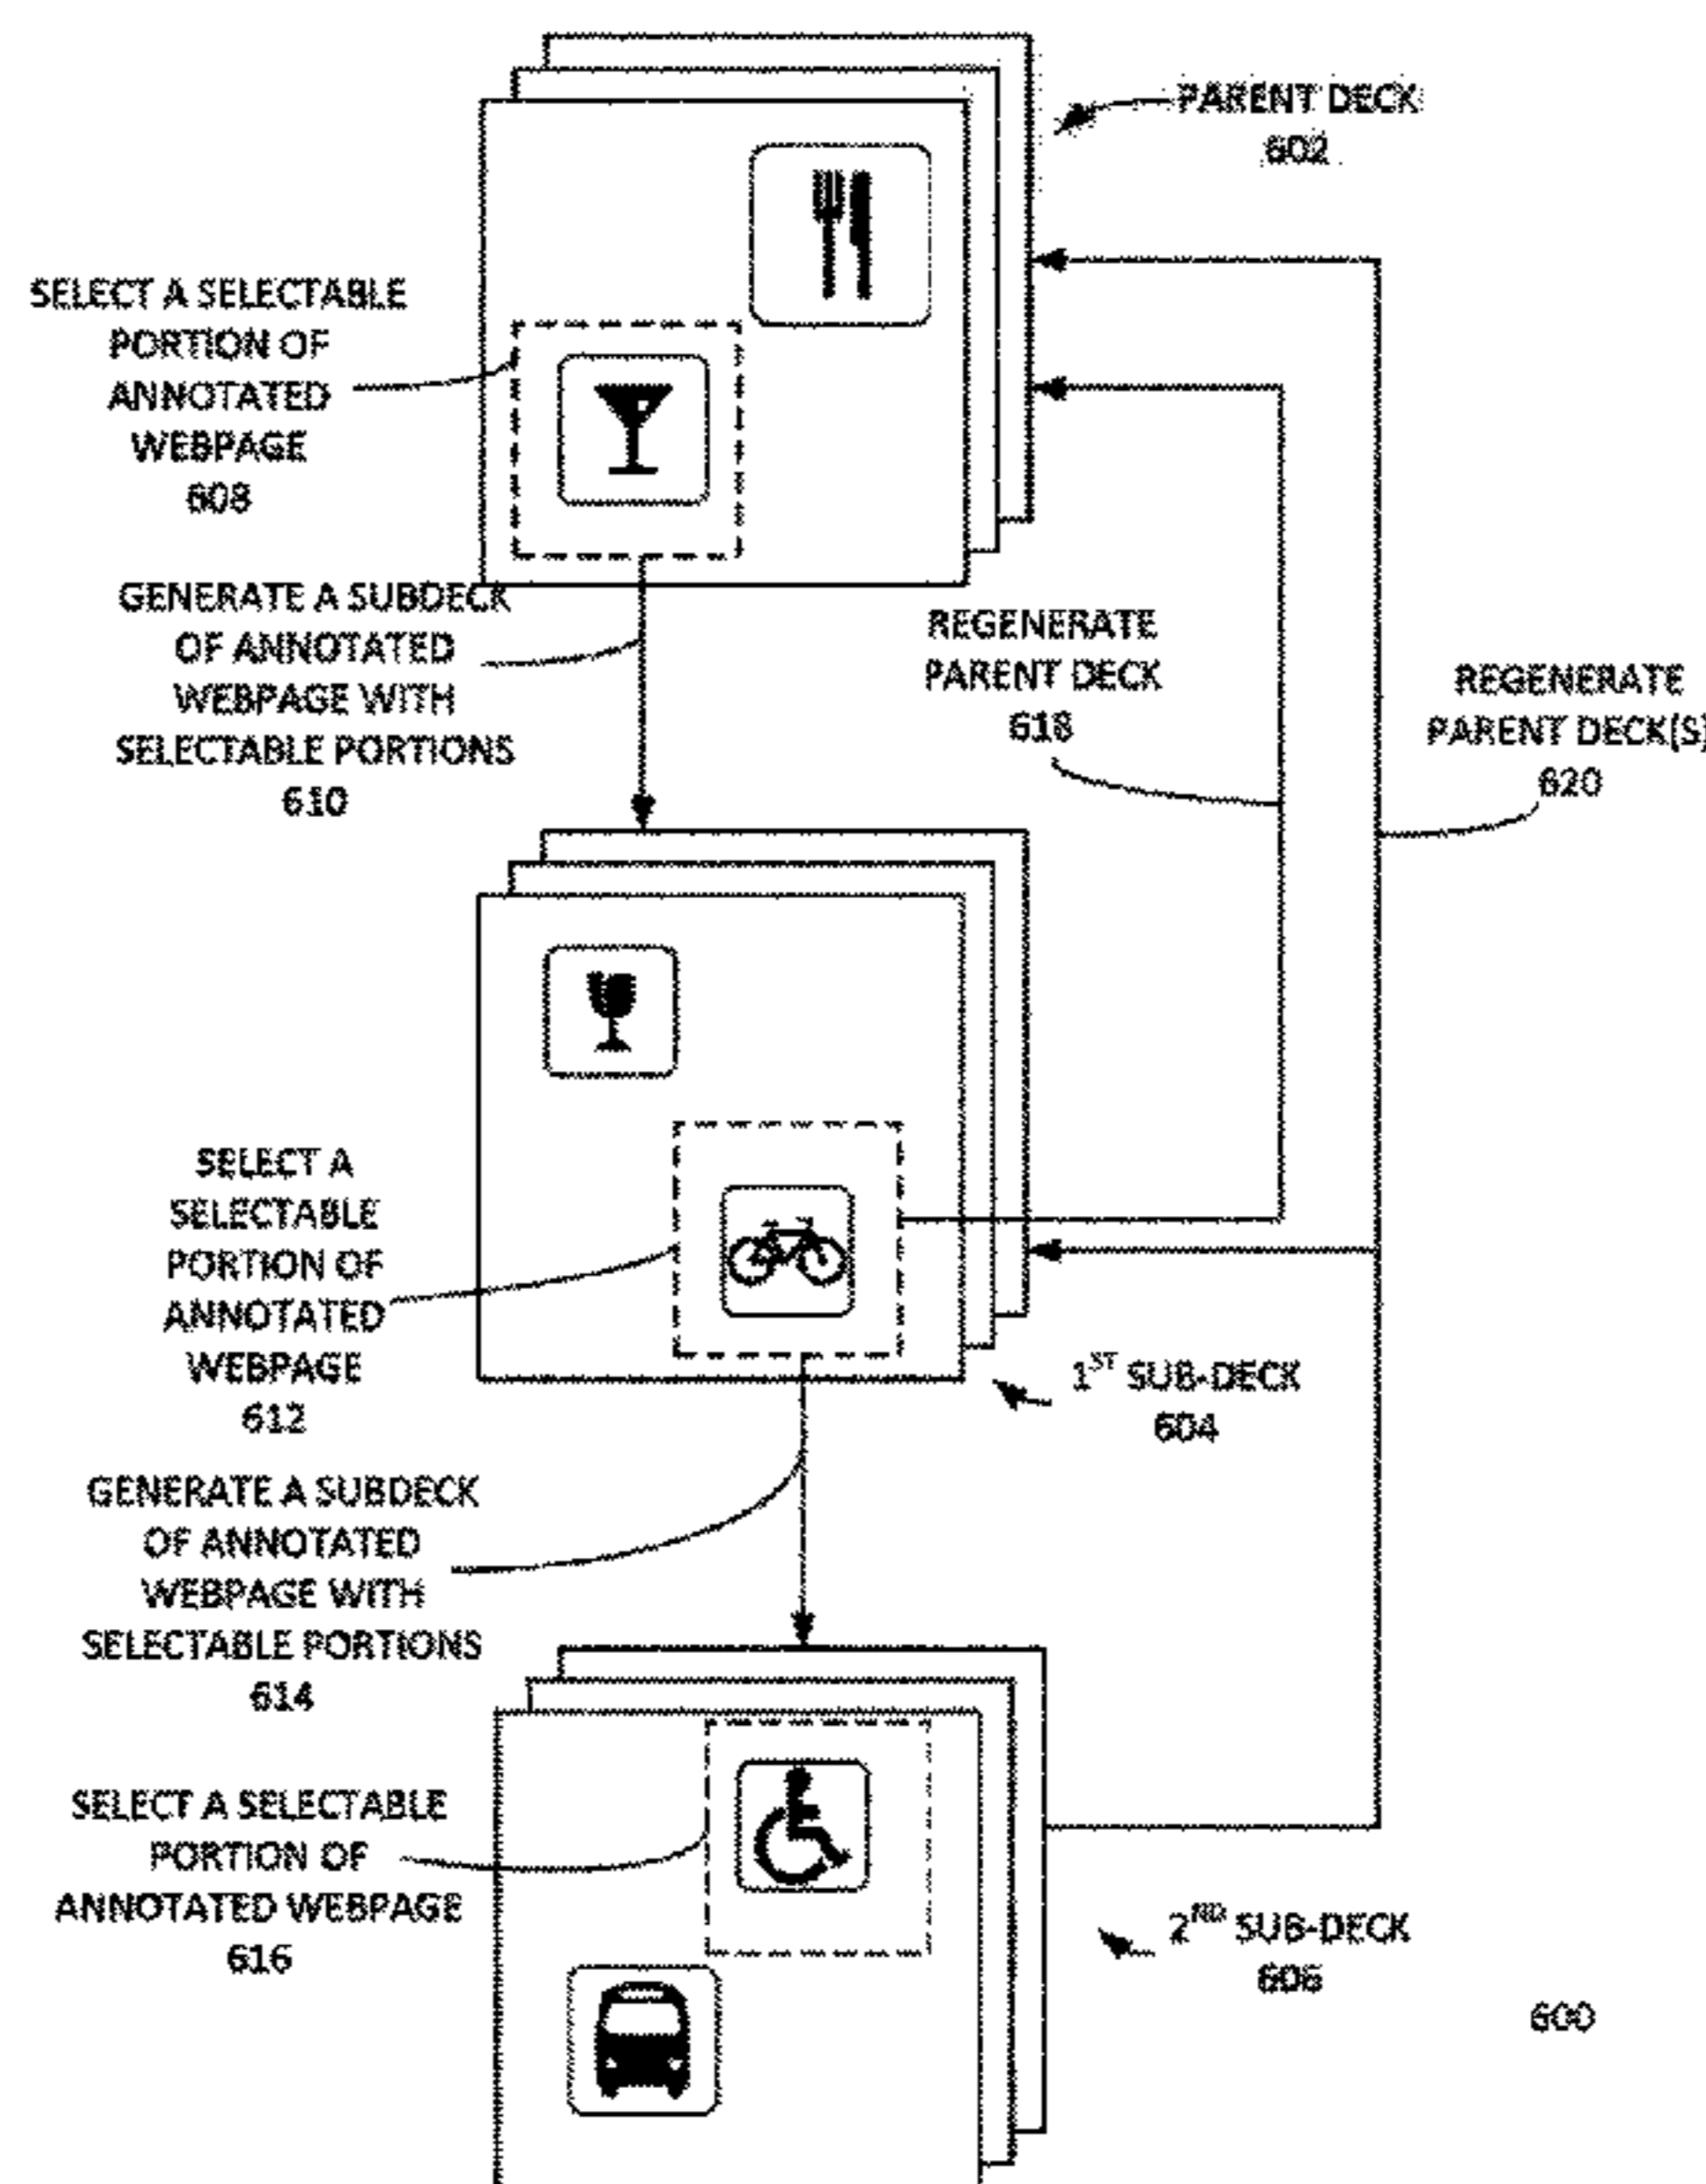 PARENT DECK
602
SELECT A SELECTABLE
PORTION OF
ANNOTATED
WEBPAGE
608
GENERATE A SUBDECK
OF ANNOTATED
WEBPAGE WITH
SELECTABLE PORTIONS
610
REGENERATE
PARENT DECK
618
REGENERATE
PARENT DECK(S)
620
SELECT A
SELECTABLE
PORTION OF
ANNOTATED
WEBPAGE
612
1ST SUB-DECK
604
GENERATE A SUBDECK
OF ANNOTATED
WEBPAGE WITH
SELECTABLE PORTIONS
614
SELECT A SELECTABLE
PORTION OF
ANNOTATED WEBPAGE
616
2ND SUB-DECK
606
600